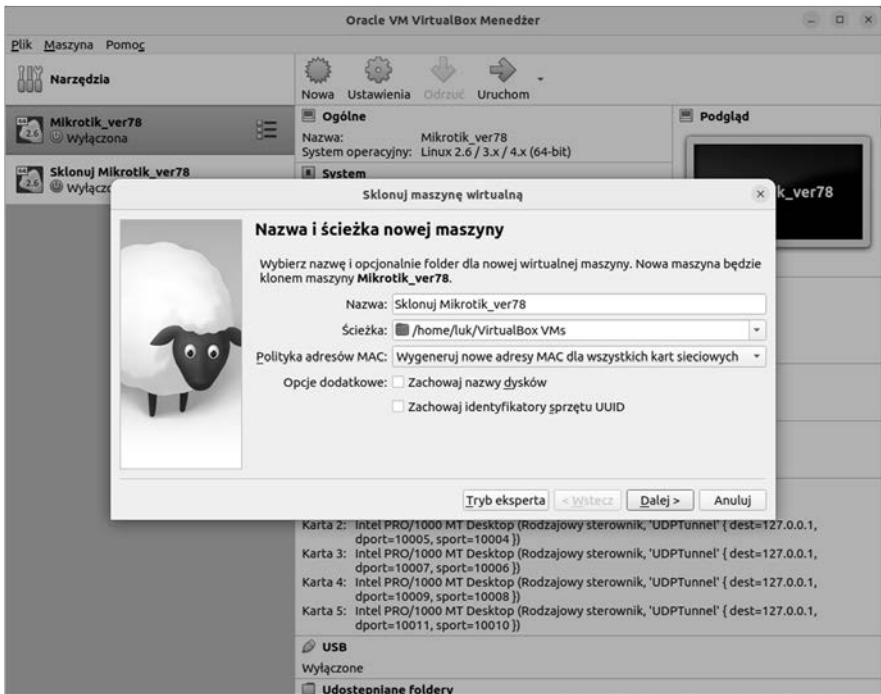 Oracle VM VirtualBox Menedżer
Plik Maszyna Pomoc
Narzędzia
Nowa Ustawienia Odrzuć Uruchom
Mikrotik_ver78
Wyłączona
64
2.6
Ogólne
Nazwa: Mikrotik_ver78
System operacyjny: Linux 2.6 / 3.x / 4.x (64-bit)
Podgląd
k_ver78
Sklonuj Mikrotik_ver78
Wyłącz
64
2.6
System
Sklonuj maszynę wirtualną
Nazwa i ścieżka nowej maszyny
Wybierz nazwę i opcjonalnie folder dla nowej wirtualnej maszyny. Nowa maszyna będzie
klonem maszyny Mikrotik_ver78.
Nazwa: Sklonuj Mikrotik_ver78
Ścieżka: /home/luk/VirtualBox VMs
Polityka adresów MAC: Wygeneruj nowe adresy MAC dla wszystkich kart sieciowych
Opcje dodatkowe: Zachowaj nazwy dysków
Zachowaj identyfikatory sprzętu UUID
Tryb eksperta < Wstecz Dalej > Anuluj
Karta 2: Intel PRO/1000 MT Desktop (Rodzajowy sterownik, 'UDPTunnel' { dest=127.0.0.1,
dport=10005, sport=10004 })
Karta 3: Intel PRO/1000 MT Desktop (Rodzajowy sterownik, 'UDPTunnel' { dest=127.0.0.1,
dport=10007, sport=10006 })
Karta 4: Intel PRO/1000 MT Desktop (Rodzajowy sterownik, 'UDPTunnel' { dest=127.0.0.1,
dport=10009, sport=10008 })
Karta 5: Intel PRO/1000 MT Desktop (Rodzajowy sterownik, 'UDPTunnel' { dest=127.0.0.1,
dport=10011, sport=10010 })
USB
Wyłączone
Udostępniane foldery